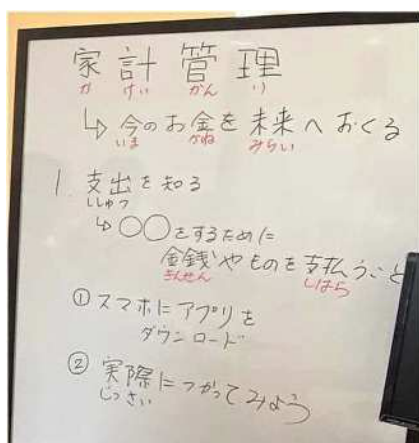 家計管理
か けい かん り
↳ 今のお金を未来へおくる
いま かね みらい
1. 支出を知る
ししゅつ
↳ ○○をするために
金銭やものを支払うこと
きんせん しはら
① スマホにアプリを
ダウンロード
② 実際につかってみよう
じっさい